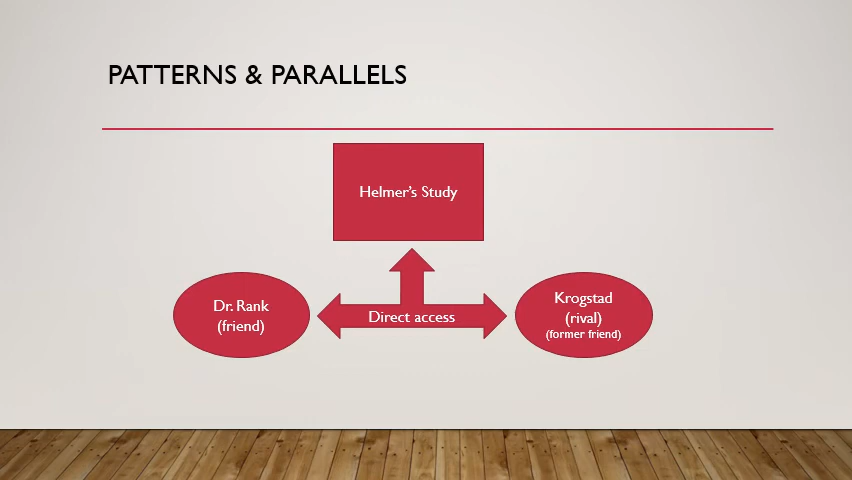 PATTERNS & PARALLELS
Helmer's Study
Dr. Rank
(friend)
Direct access
Krogstad
(rival)
(former friend)